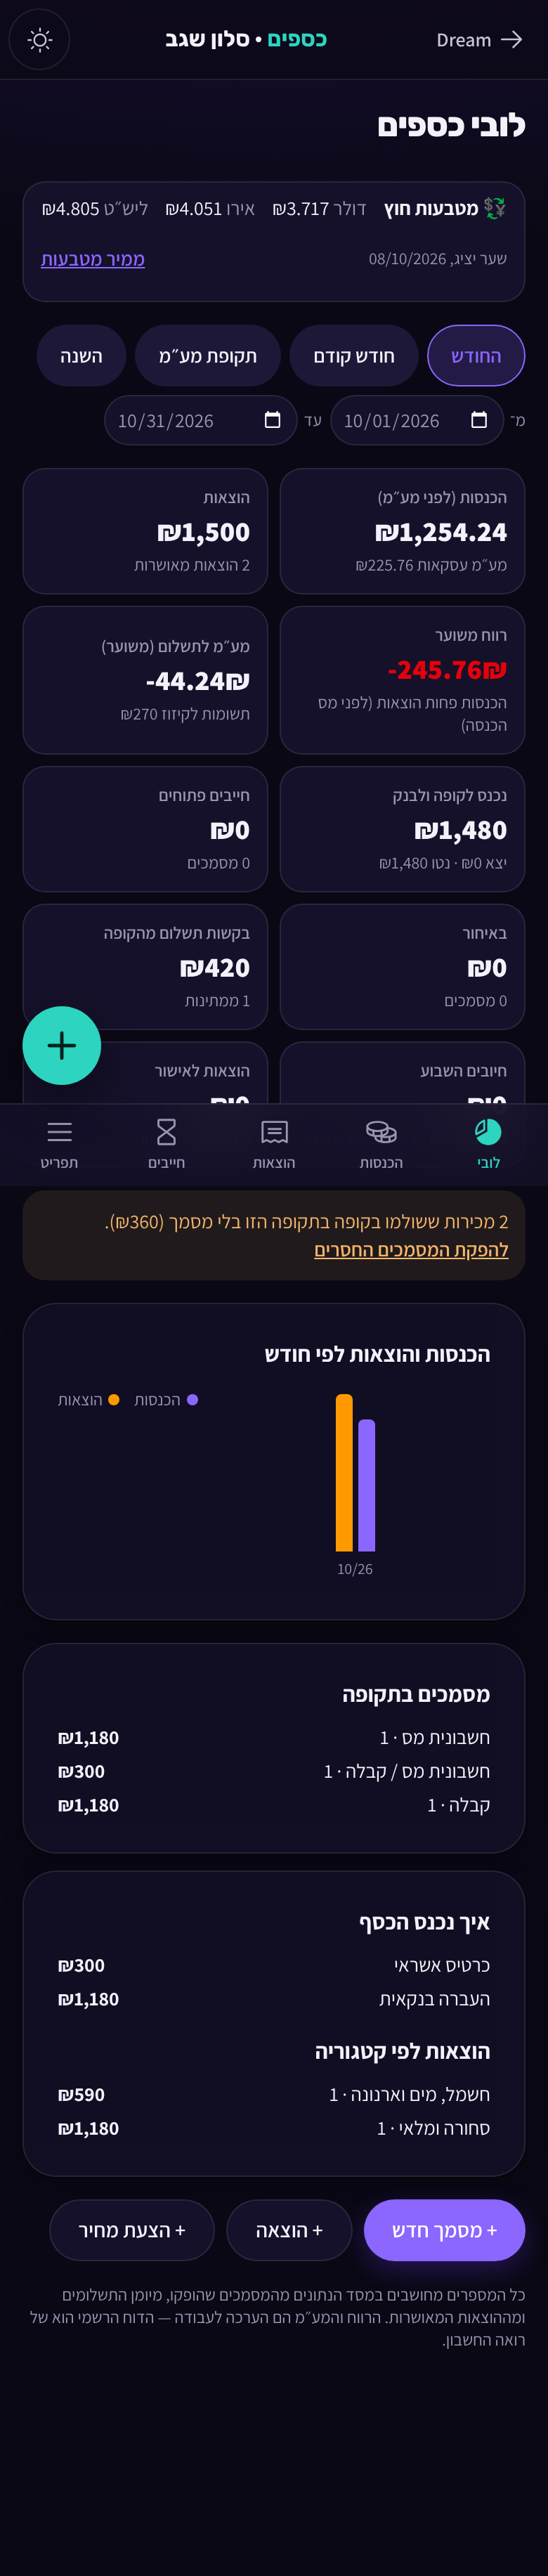 Dream
כספים • סלון שגב
לובי כספים
מטבעות חוץ דולר ₪3.717 אירו ₪4.051 ליש״ט ₪4.805
שער יציג, 08/10/2026 ממיר מטבעות
החודש חודש קודם תקופת מע״מ השנה
מ־ 10/01/2026 עד 10/31/2026
הכנסות (לפני מע״מ)
₪1,254.24
מע״מ עסקאות ₪225.76
הוצאות
₪1,500
2 הוצאות מאושרות
רווח משוער
-245.76₪
הכנסות פחות הוצאות (לפני מס
הכנסה)
מע״מ לתשלום (משוער)
-44.24₪
תשומות לקיזוז ₪270
נכנס לקופה ולבנק
₪1,480
יצא ₪0 · נטו ₪1,480
חייבים פתוחים
₪0
0 מסמכים
באיחור
₪0
0 מסמכים
בקשות תשלום מהקופה
₪420
1 ממתינות
חיובים השבוע
₪0
הוצאות לאישור
₪0
לובי הכנסות הוצאות חייבים תפריט
2 מכירות ששולמו בקופה בתקופה הזו בלי מסמך (₪360).
להפקת המסמכים החסרים
הכנסות והוצאות לפי חודש
הכנסות הוצאות
10/26
מסמכים בתקופה
חשבונית מס · 1 ₪1,180
חשבונית מס / קבלה · 1 ₪300
קבלה · 1 ₪1,180
איך נכנס הכסף
כרטיס אשראי ₪300
העברה בנקאית ₪1,180
הוצאות לפי קטגוריה
חשמל, מים וארנונה · 1 ₪590
סחורה ומלאי · 1 ₪1,180
+ מסמך חדש + הוצאה + הצעת מחיר
כל המספרים מחושבים במסד הנתונים מהמסמכים שהופקו, מיומן התשלומים
ומההוצאות המאושרות. הרווח והמע״מ הם הערכה לעבודה — הדוח הרשמי הוא של
רואה החשבון.